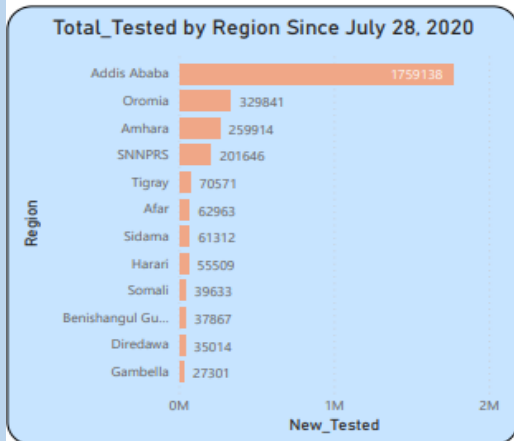 Total_Tested by Region Since July 28, 2020
Region
Addis Ababa 1759138
Oromia 329841
Amhara 259914
SNNPRS 201646
Tigray 70571
Afar 62963
Sidama 61312
Harari 55509
Somali 39633
Benishangul Gu... 37867
Diredawa 35014
Gambella 27301
0M 1M 2M
New_Tested